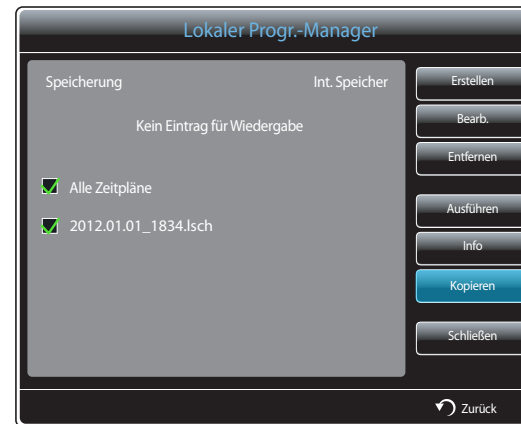 Lokaler Progr.-Manager
Speicherung Int. Speicher
Kein Eintrag für Wiedergabe
Alle Zeitpläne
2012.01.01_1834.lsch
Erstellen
Bearb.
Entfernen
Ausführen
Info
Kopieren
Schließen
Zurück